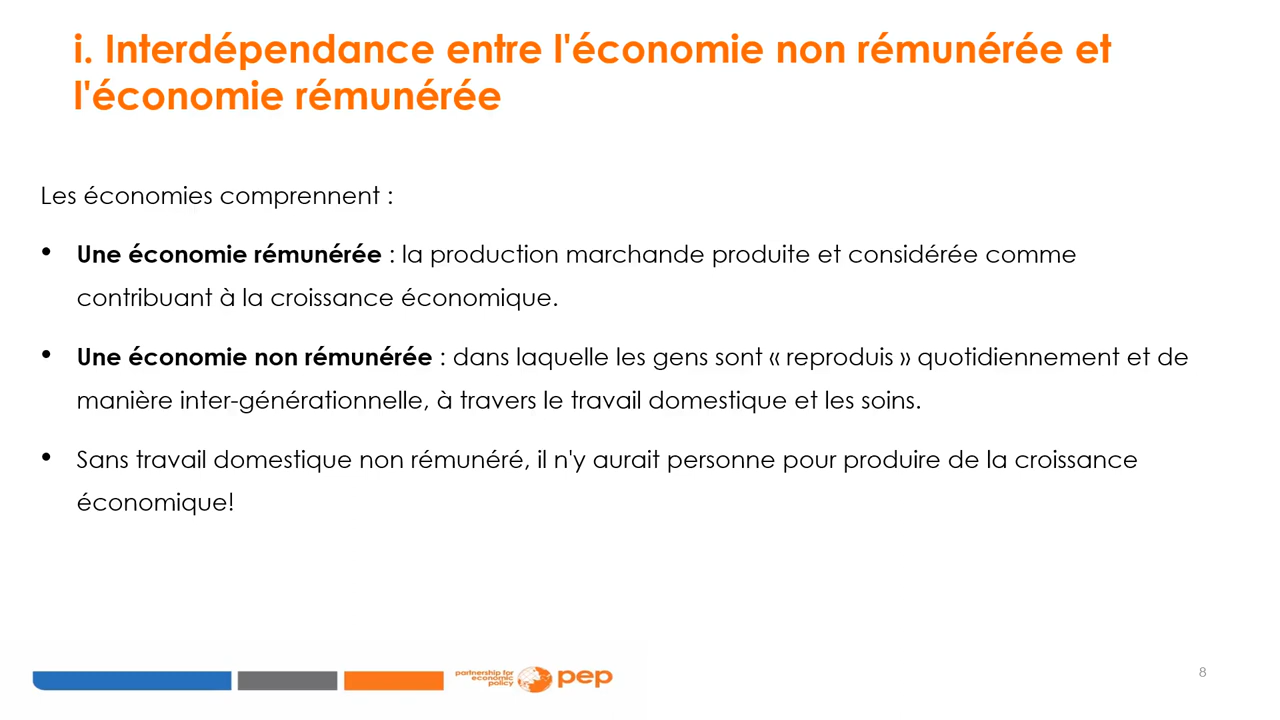 i. Interdépendance entre l'économie non rémunérée et
l'économie rémunérée
Les économies comprennent :
• Une économie rémunérée : la production marchande produite et considérée comme
contribuant à la croissance économique.
• Une économie non rémunérée : dans laquelle les gens sont « reproduis » quotidiennement et de
manière inter-générationnelle, à travers le travail domestique et les soins.
• Sans travail domestique non rémunéré, il n'y aurait personne pour produire de la croissance
économique!
partnership for
economic
policy
pep
8